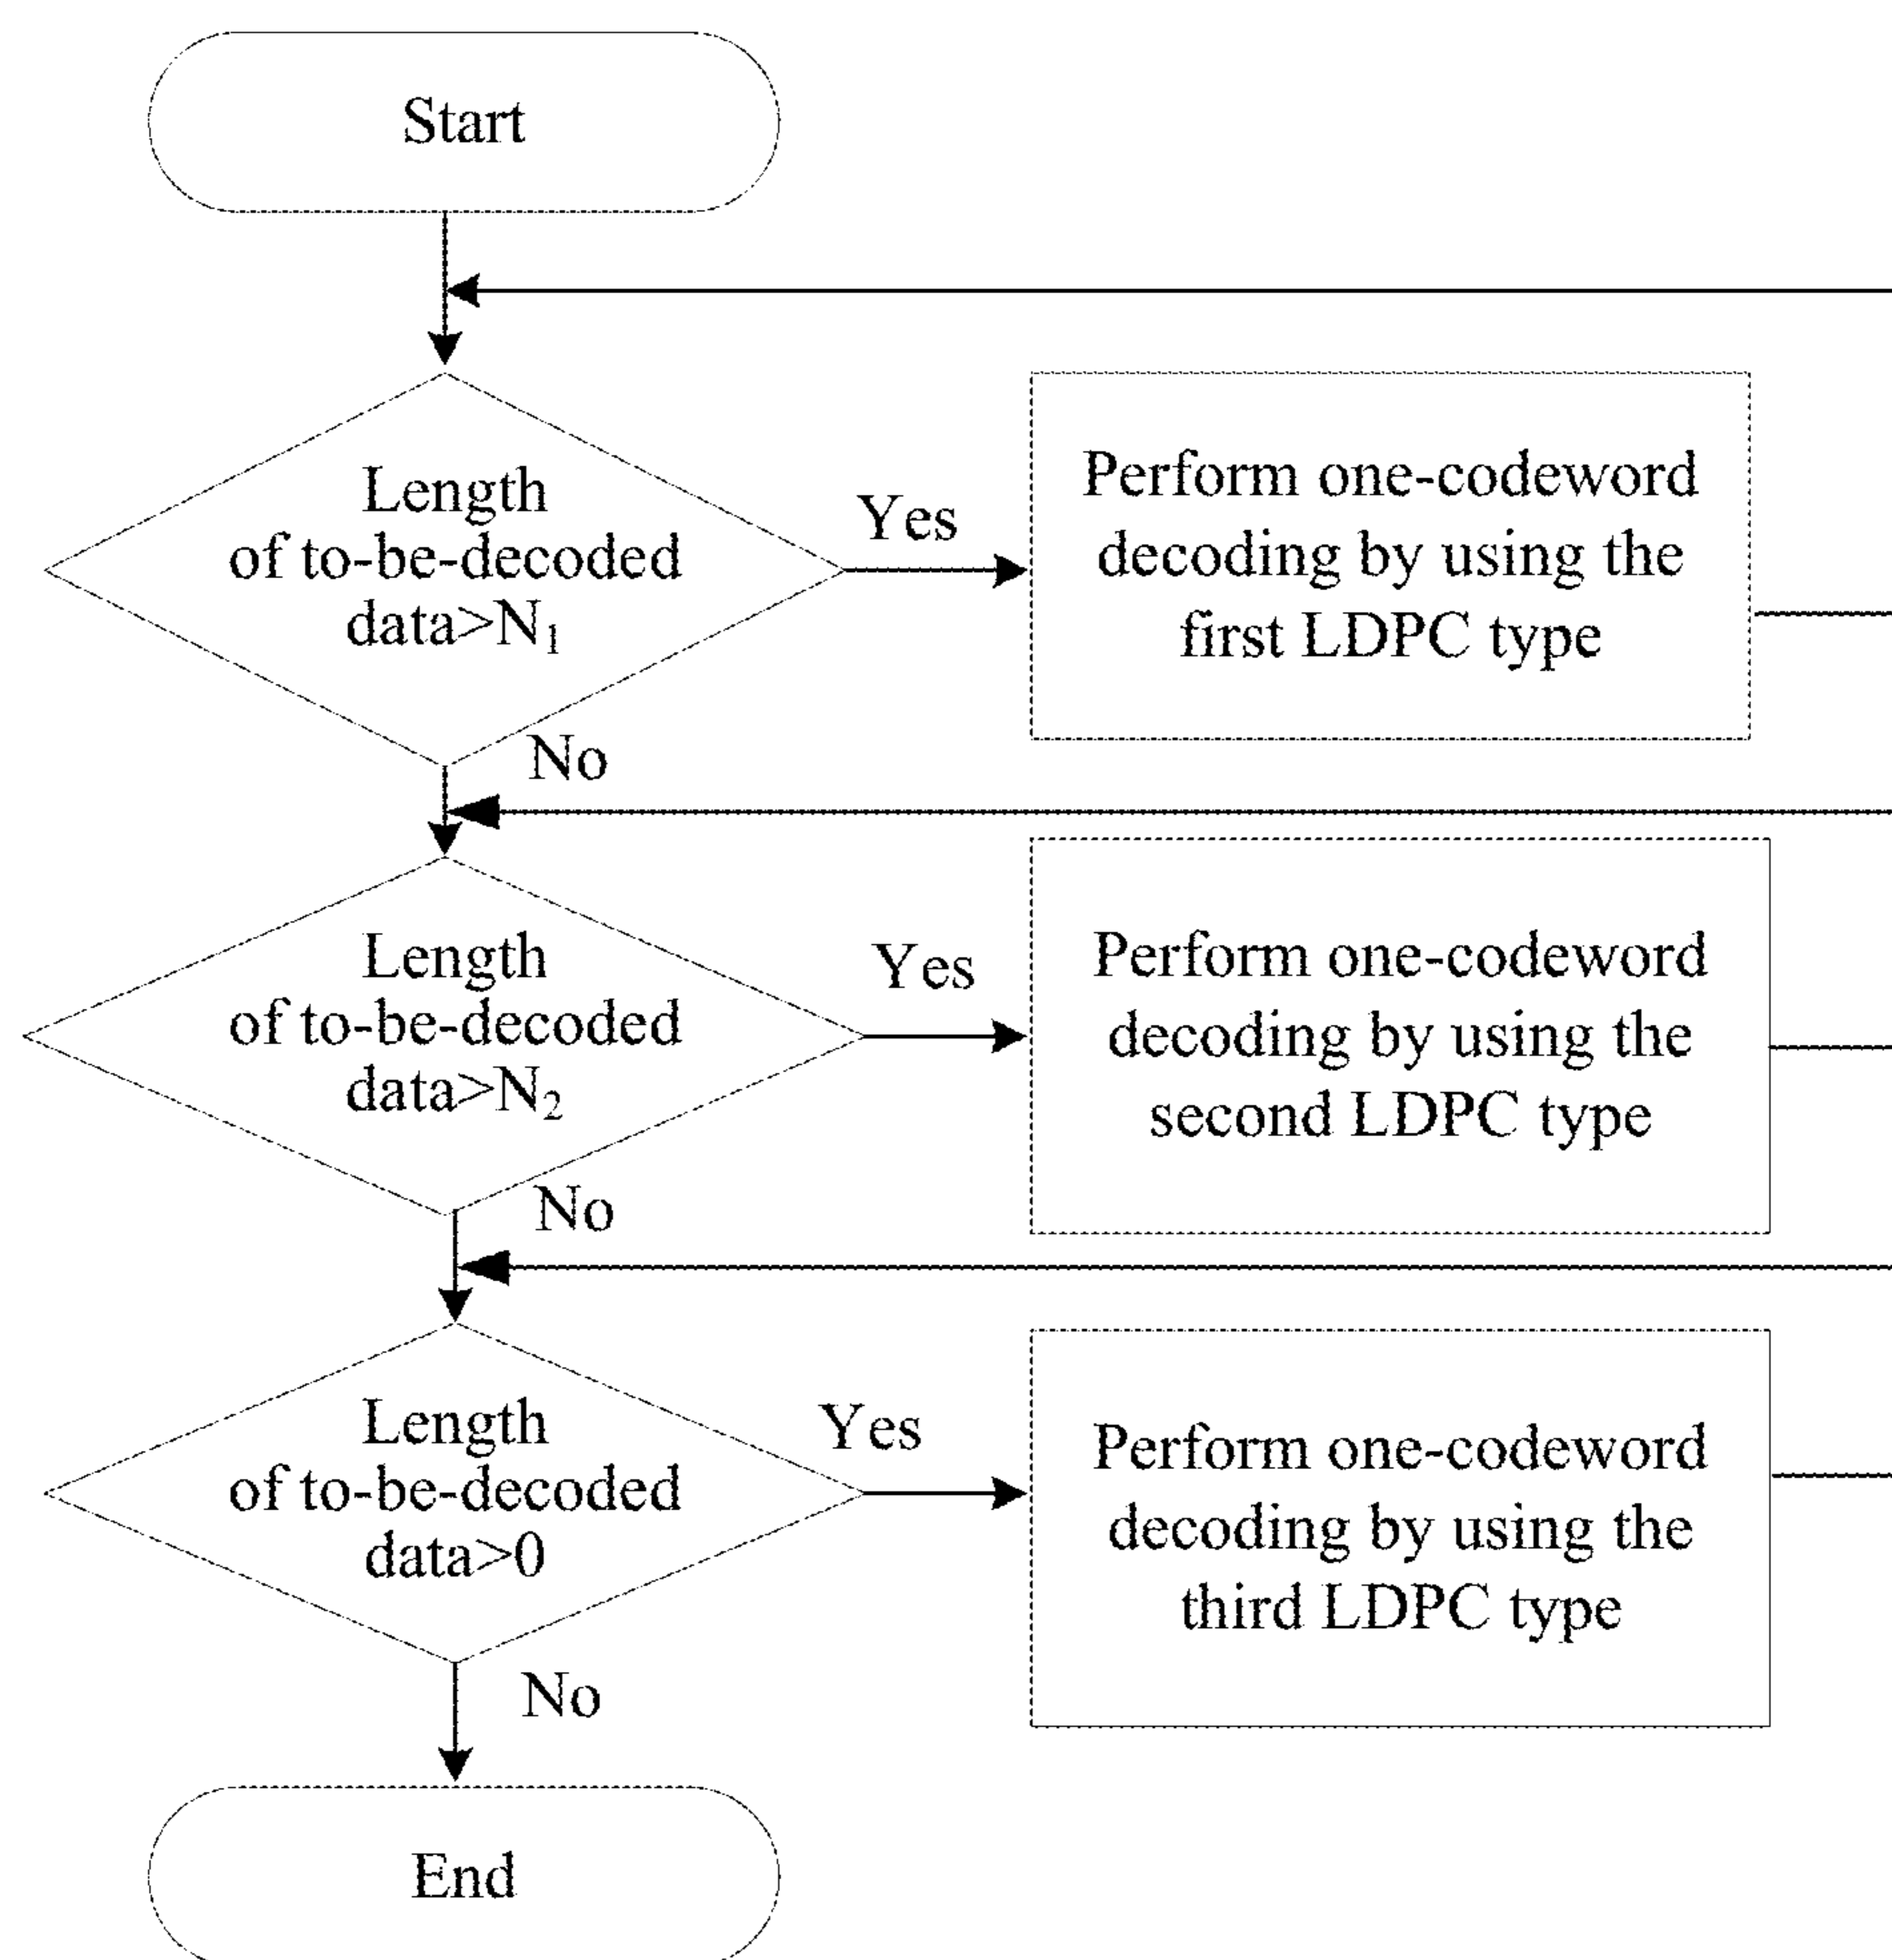 Start
Length
of to-be-decoded
data>N₁
Yes
Perform one-codeword
decoding by using the
first LDPC type
No
Length
of to-be-decoded
data>N₂
Yes
Perform one-codeword
decoding by using the
second LDPC type
No
Length
of to-be-decoded
data>0
Yes
Perform one-codeword
decoding by using the
third LDPC type
No
End